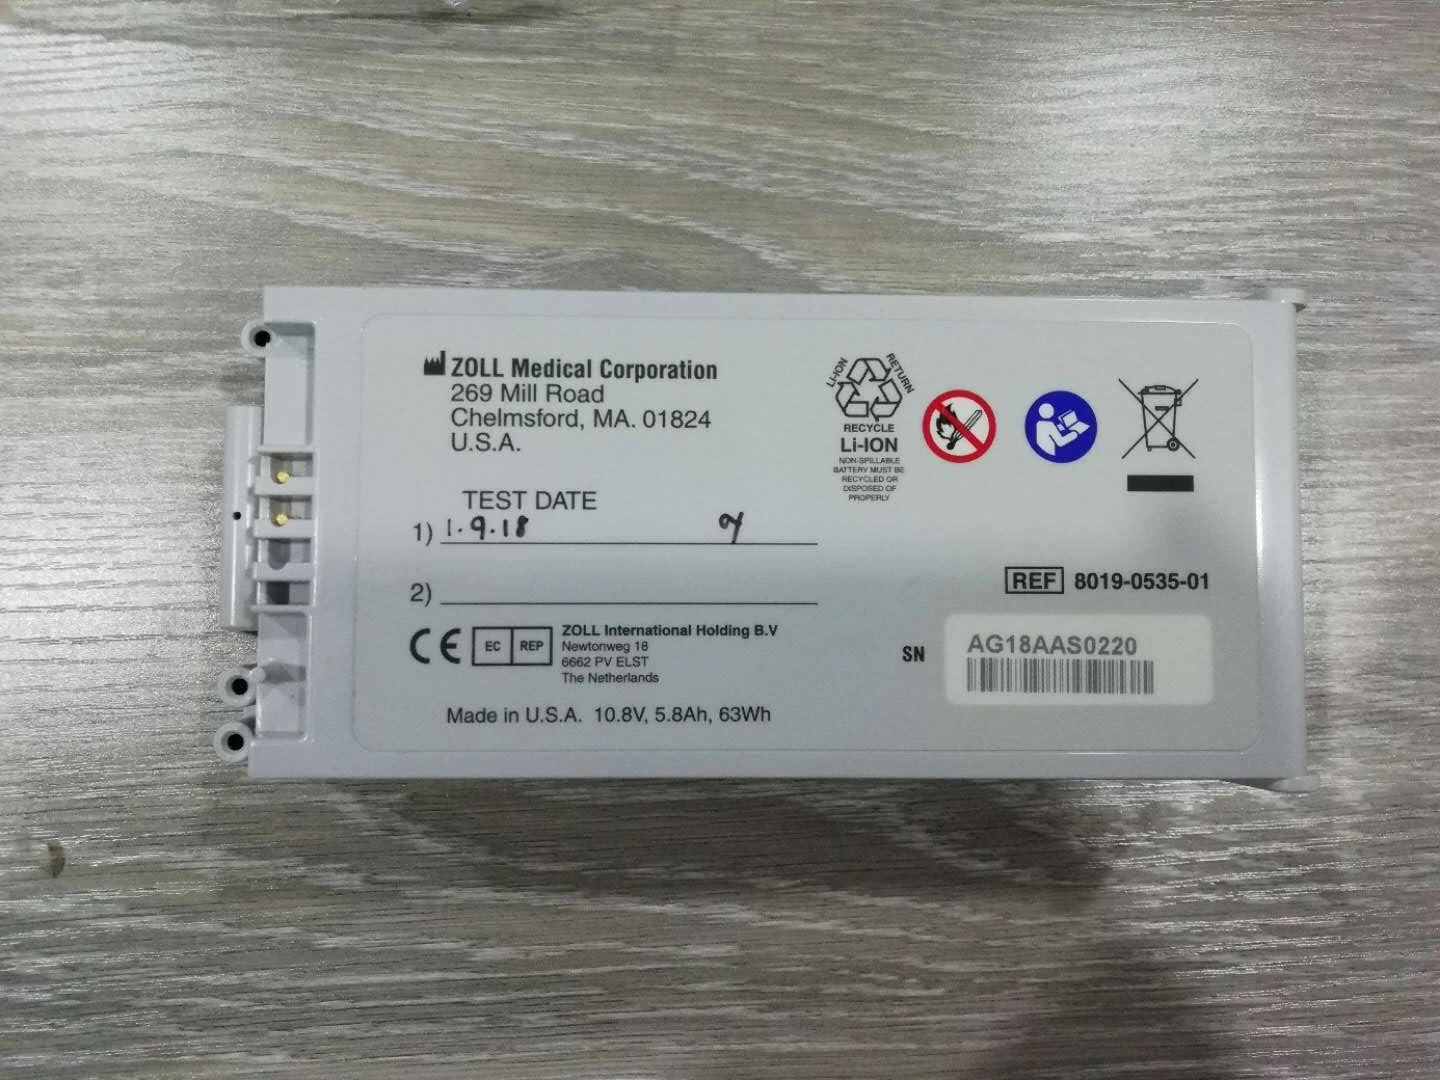 ZOLL Medical Corporation
269 Mill Road
Chelmsford, MA. 01824
U.S.A.
TEST DATE
1) 1.9.18
2)
CE EC REP
ZOLL International Holding B.V
Newtonweg 18
6662 PV ELST
The Netherlands
Made in U.S.A. 10.8V, 5.8Ah, 63Wh
Li-ION RETURN
RECYCLE
Li-ION
NON-SPILLABLE
BATTERY MUST BE
RECYCLED OR
DISPOSED OF
PROPERLY
REF 8019-0535-01
SN AG18AAS0220